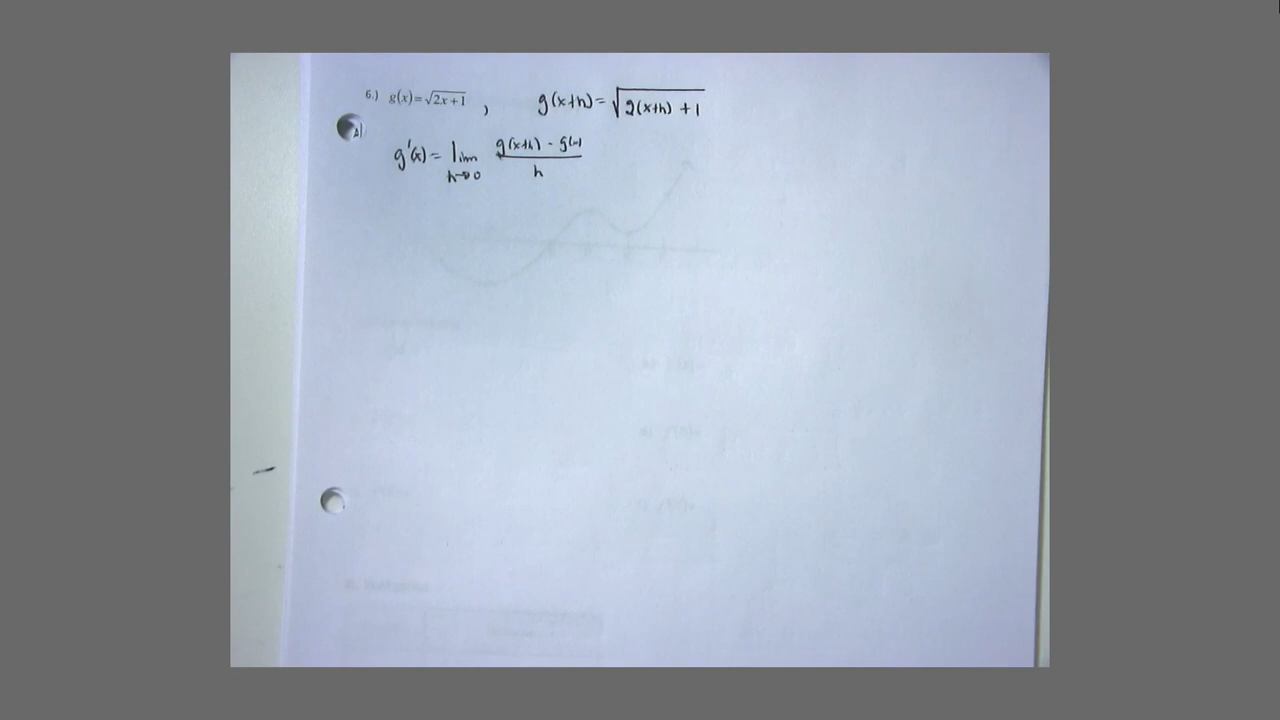 6.) g(x)=√2x+1 , g(x+h)=√2(x+h) +1
A)
g'(x) = lim h→0 g(x+h) - g(x) / h